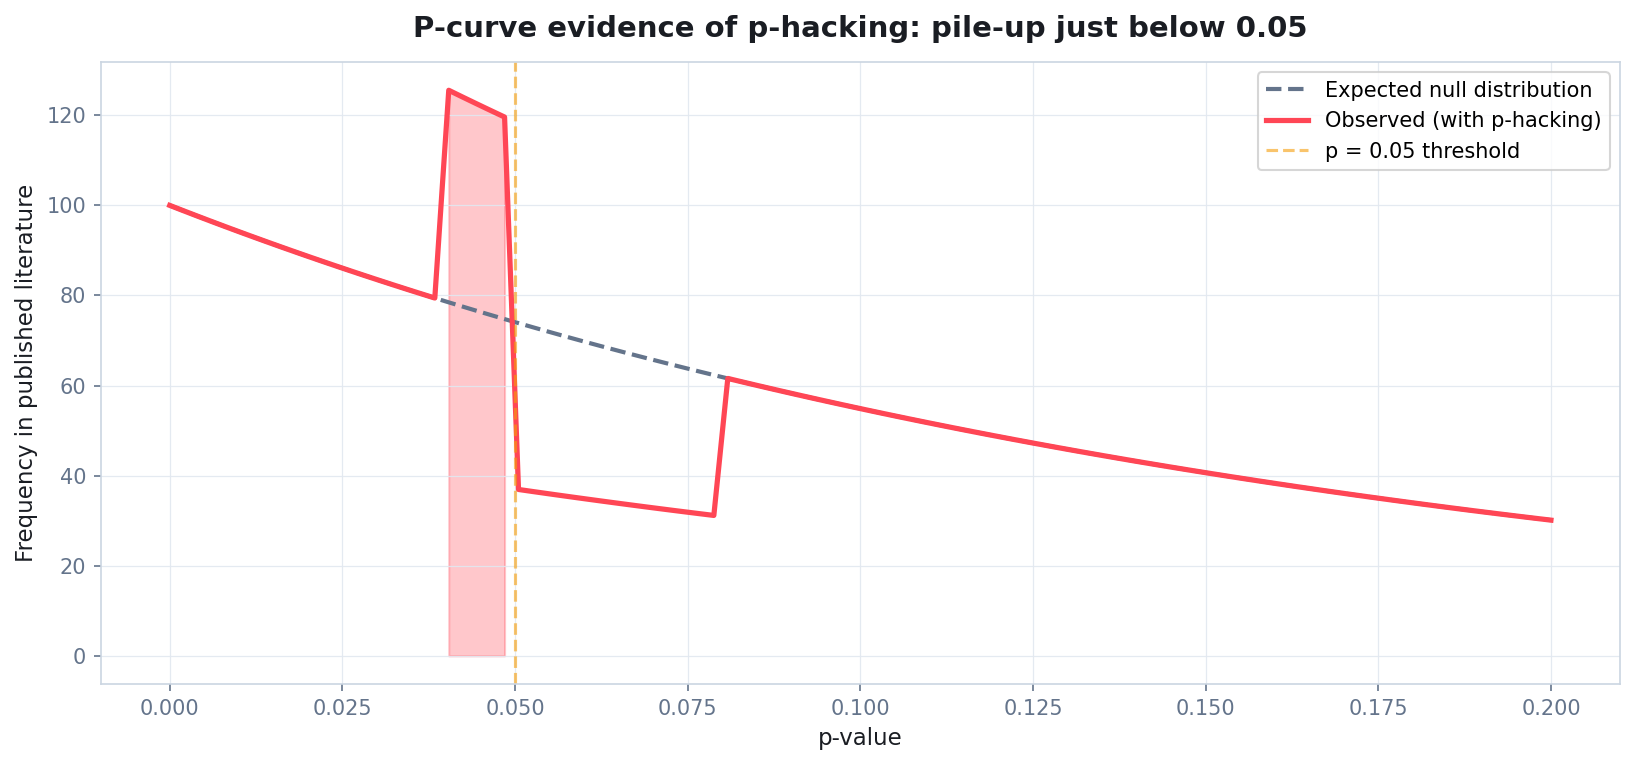 P-curve evidence of p-hacking: pile-up just below 0.05
Expected null distribution
Observed (with p-hacking)
p = 0.05 threshold
Frequency in published literature
120
100
80
60
40
20
0
0.000 0.025 0.050 0.075 0.100 0.125 0.150 0.175 0.200
p-value